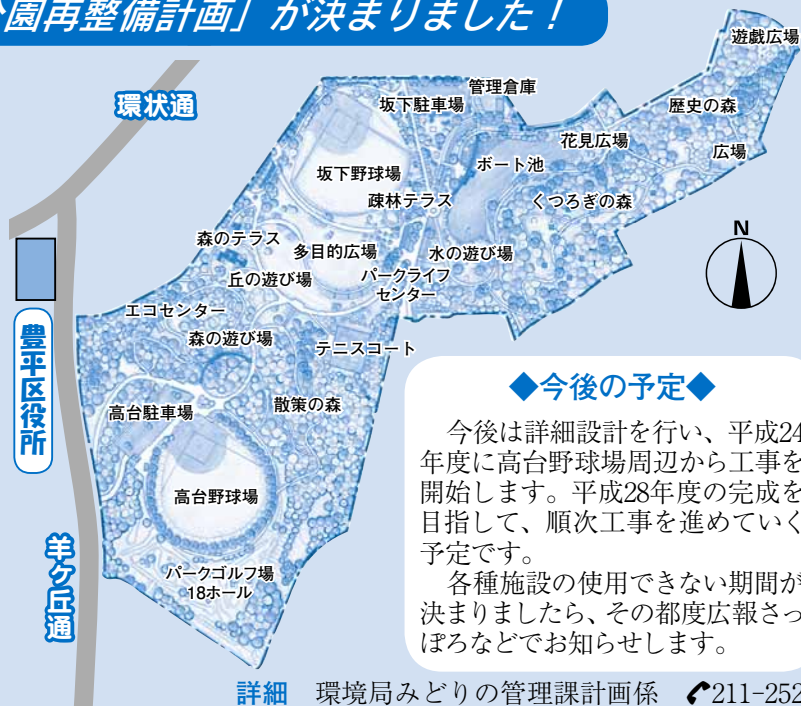 園再整備計画」が決まりました！
遊戯広場
管理倉庫
環状通
坂下駐車場
歴史の森
花見広場
広場
ボート池
坂下野球場
疎林テラス
くつろぎの森
N
森のテラス
多目的広場
水の遊び場
丘の遊び場
パークライフ
センター
エコセンター
森の遊び場
テニスコート
豊平区役所
高台駐車場
散策の森
高台野球場
羊ヶ丘通
パークゴルフ場
18ホール
◆今後の予定◆
今後は詳細設計を行い、平成24
年度に高台野球場周辺から工事を
開始します。平成28年度の完成を
目指して、順次工事を進めていく
予定です。
各種施設の使用できない期間が
決まりましたら、その都度広報さっ
ぽろなどでお知らせします。
詳細 環境局みどりの管理課計画係 211-252